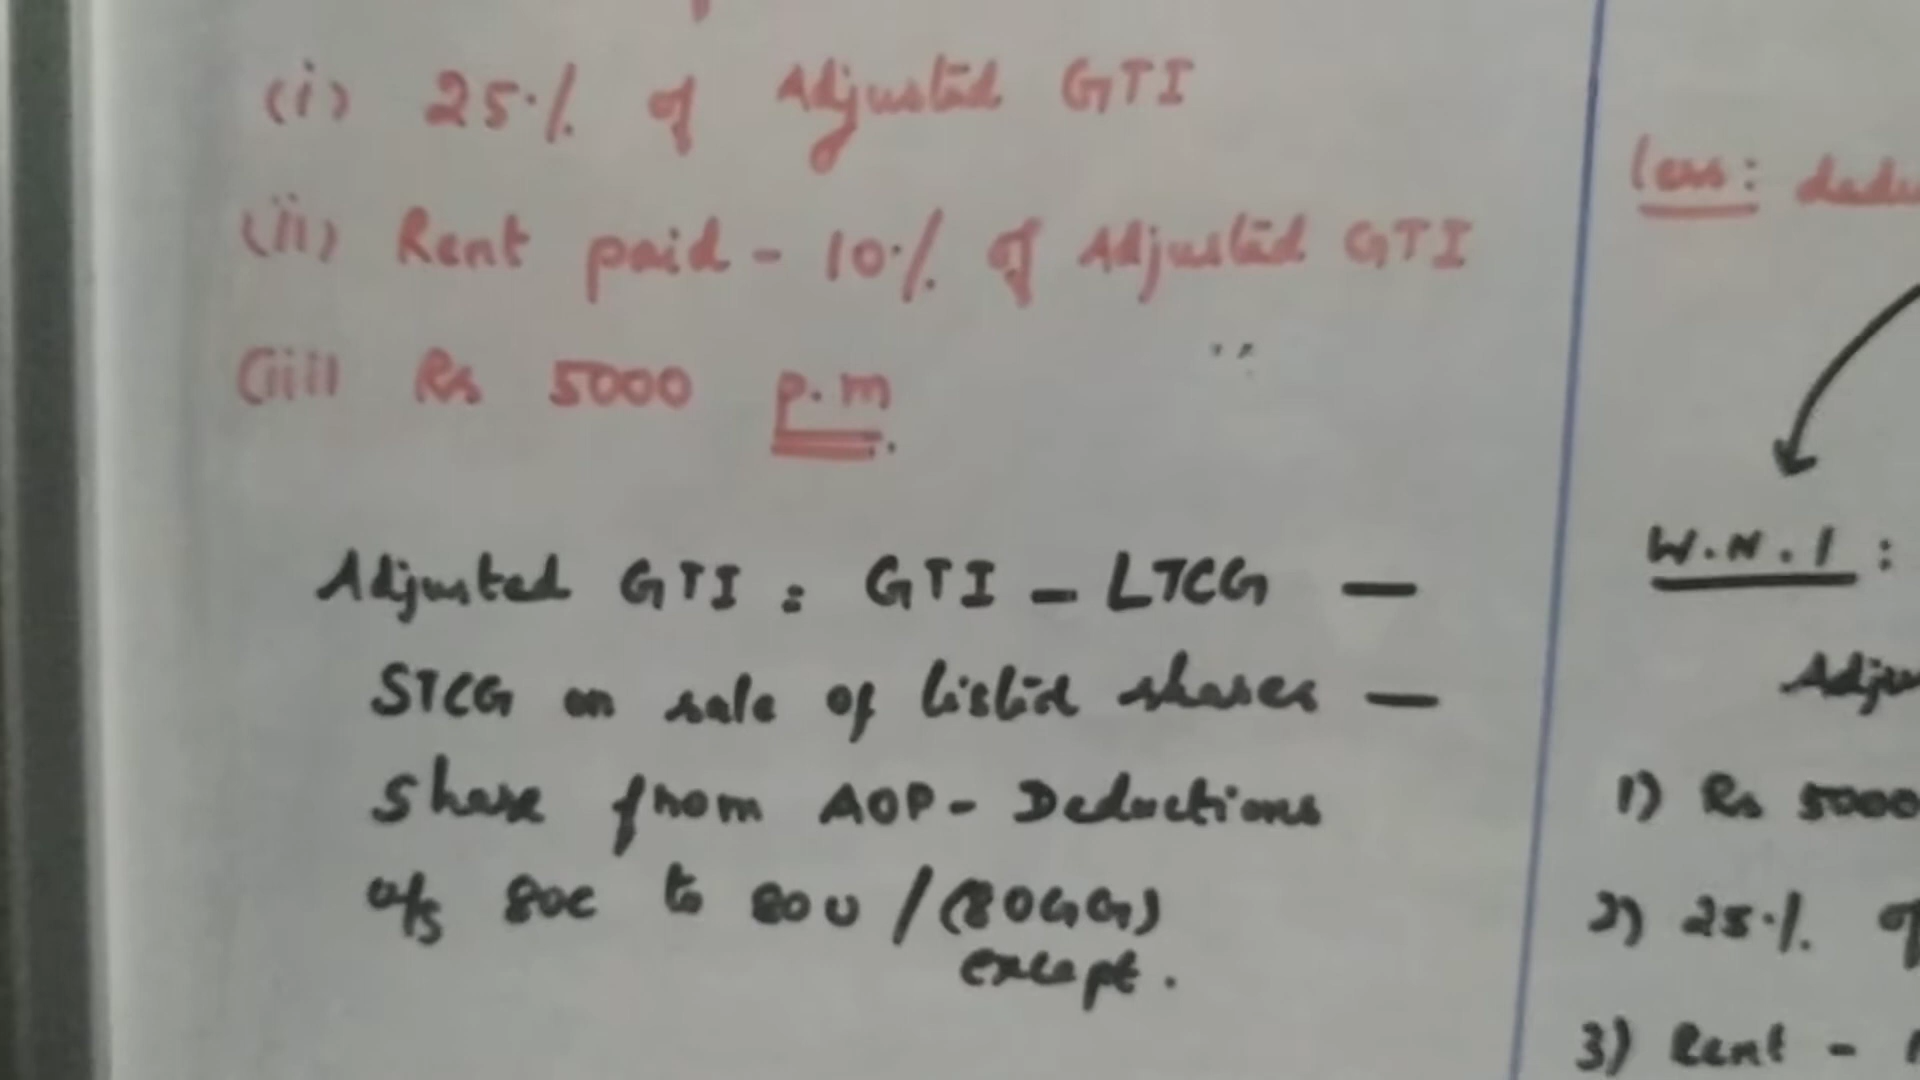 (i) 25% of Adjusted GTI
(ii) Rent paid - 10% of Adjusted GTI
(iii) Rs 5000 p.m.
Adjusted GTI = GTI - LTCG -
STCG on sale of listed shares -
share from AOP - Deductions
u/s 80C to 80U / (80GG)
except.
Less:
W.N.1 :
1) Rs 5000
2) 25% of
3) Rent -